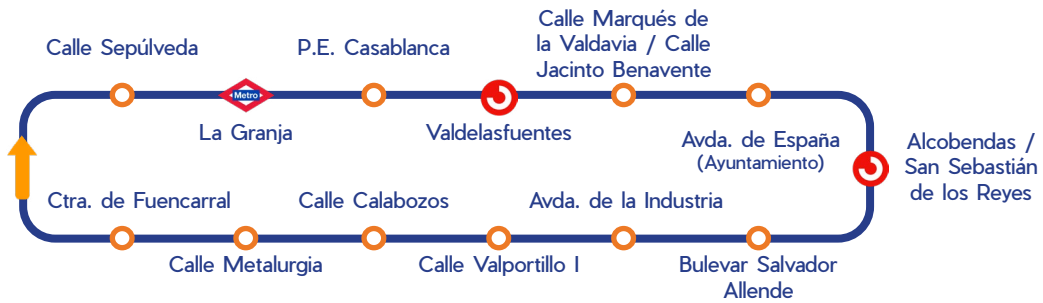 Calle Sepúlveda
Metro
La Granja
P.E. Casablanca
Valdelasfuentes
Calle Marqués de
la Valdavia / Calle
Jacinto Benavente
Avda. de España
(Ayuntamiento)
Alcobendas /
San Sebastián
de los Reyes
Ctra. de Fuencarral
Calle Metalurgia
Calle Calabozos
Calle Valportillo I
Avda. de la Industria
Bulevar Salvador
Allende